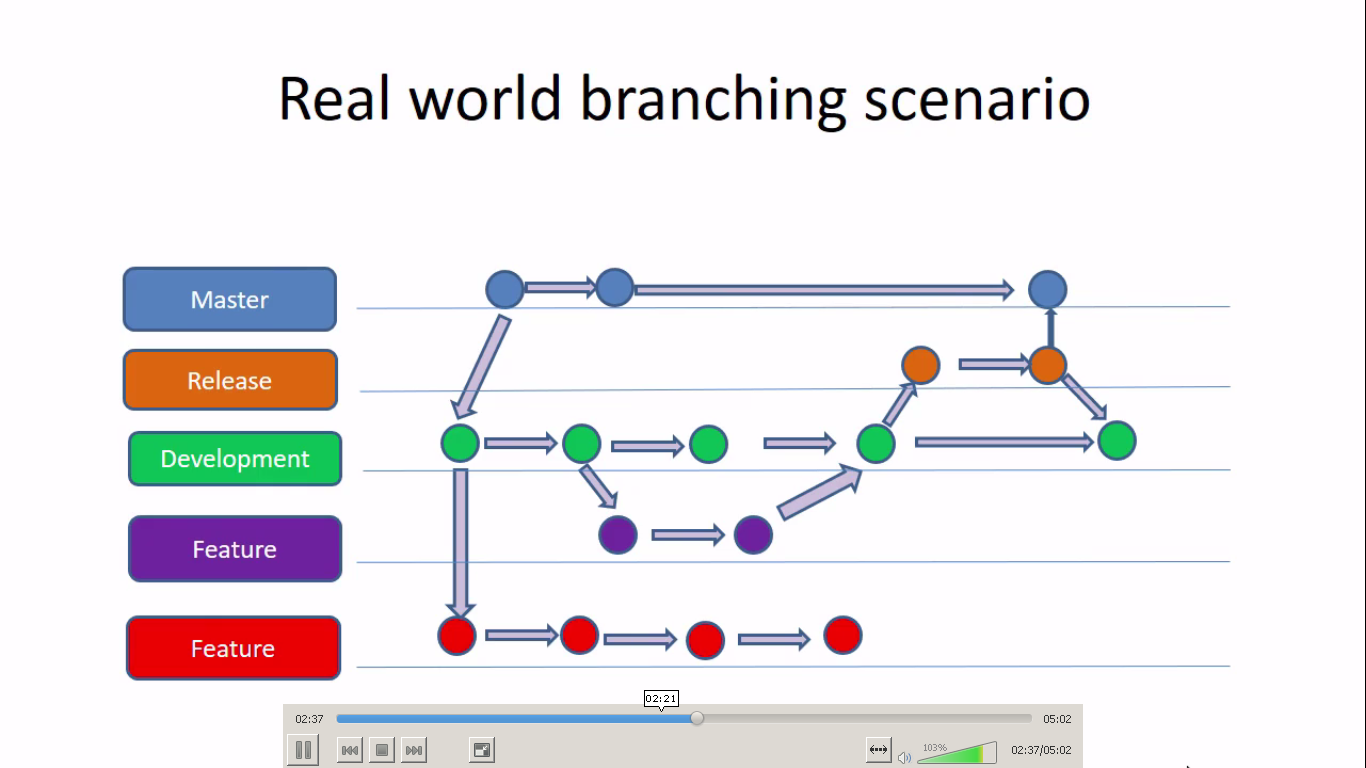 Real world branching scenario
Master
Release
Development
Feature
Feature
02:21
02:37
05:02
103%
02:37/05:02